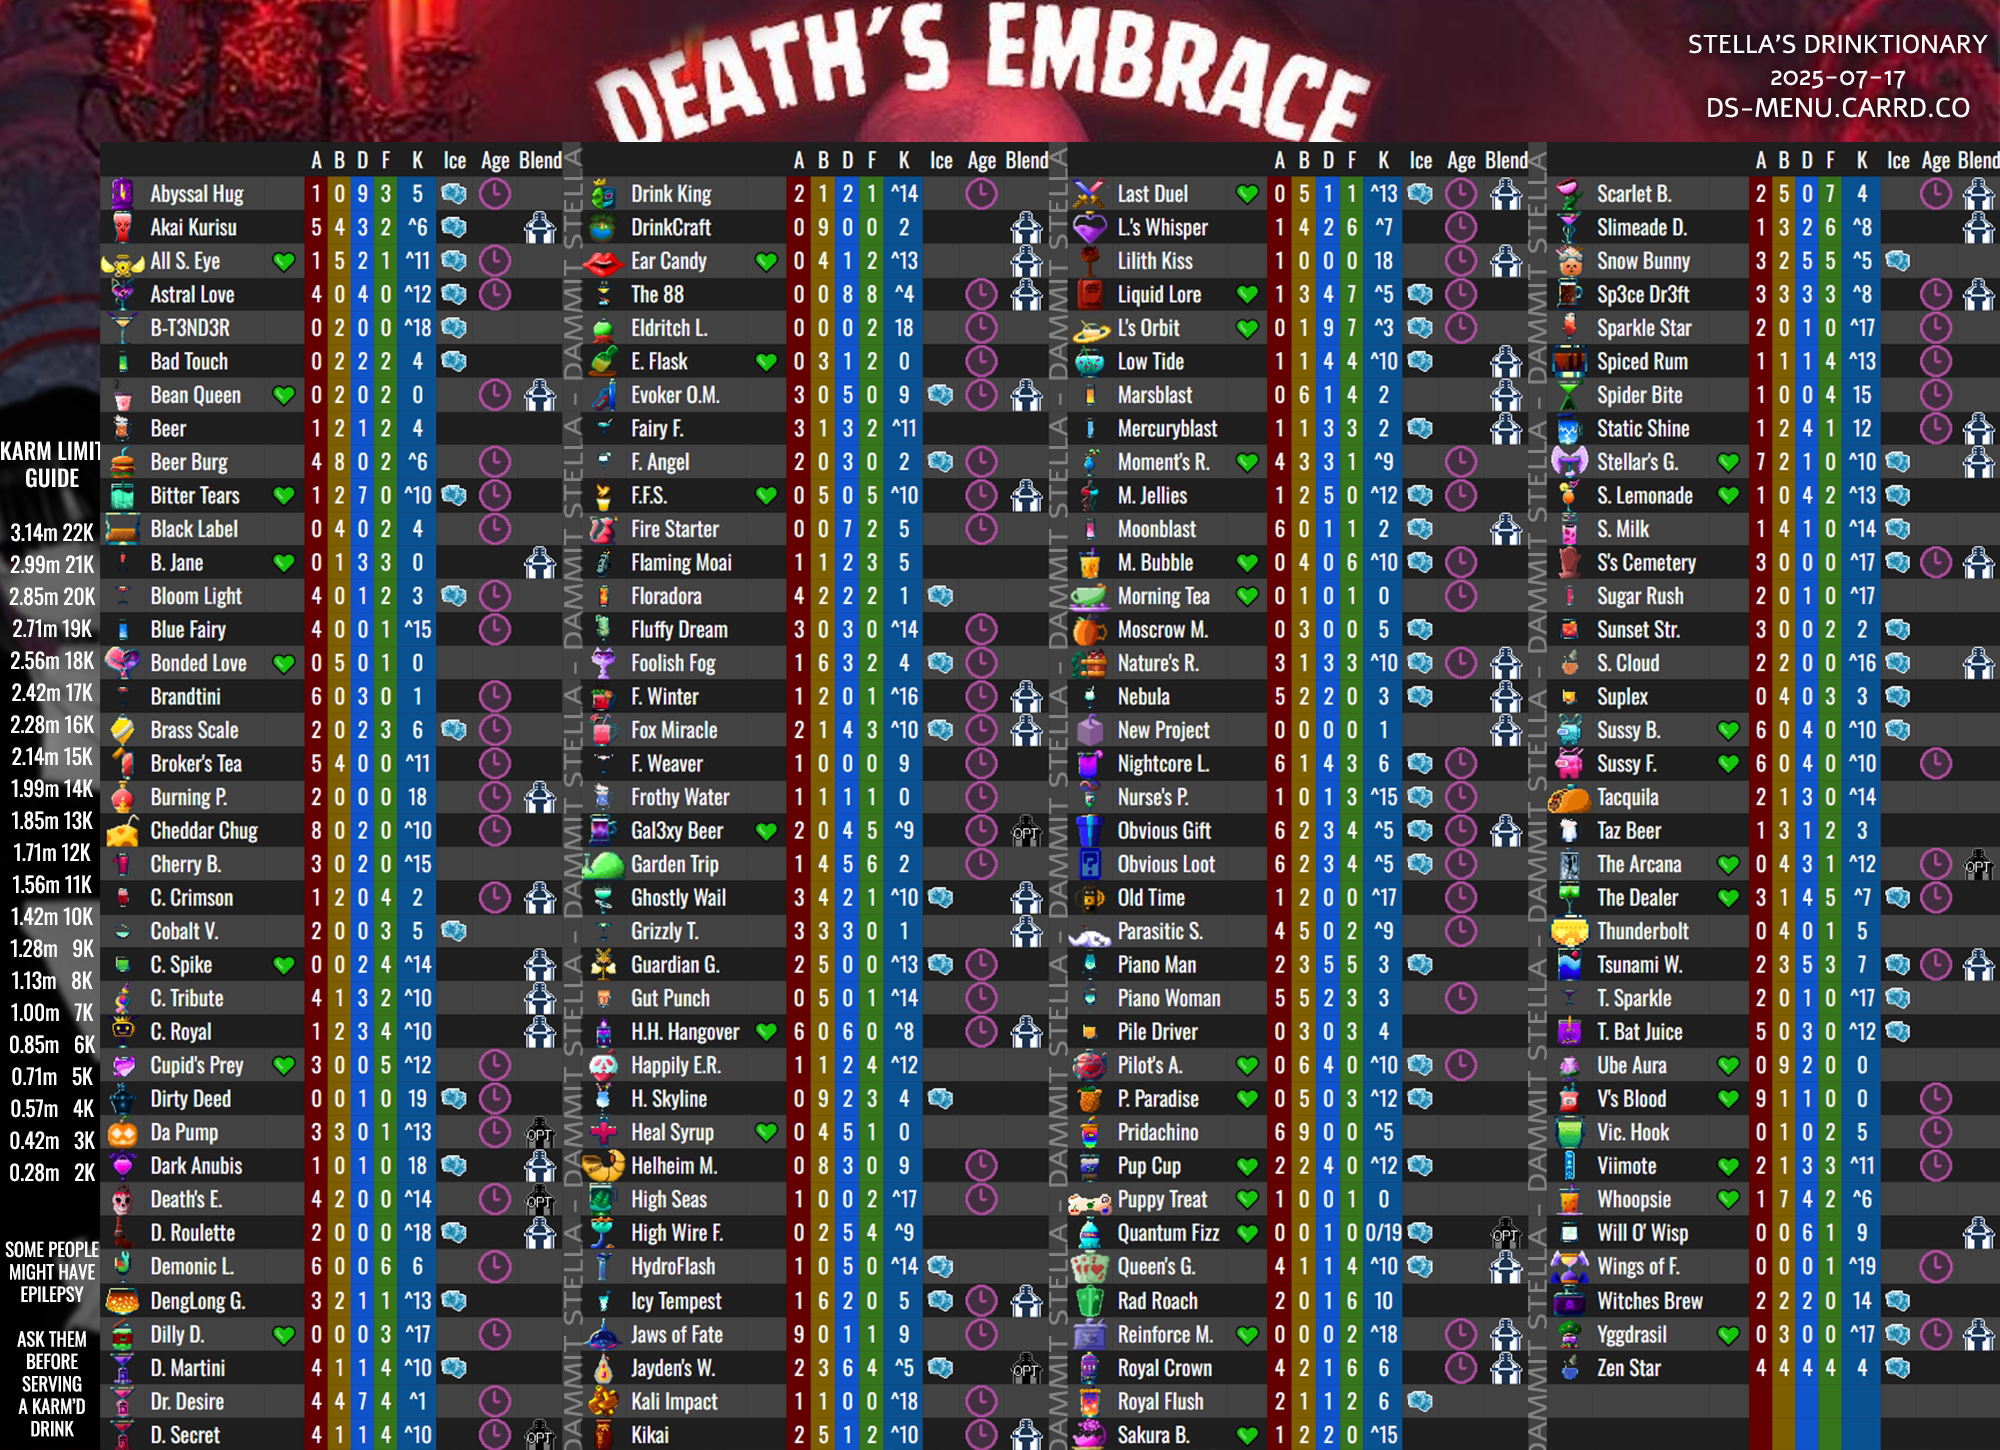 DEATH'S EMBRACE
STELLA'S DRINKTIONARY
2025-07-17
DS-MENU.CARRD.CO
KARM LIMIT
GUIDE
3.14m 22K
2.99m 21K
2.85m 20K
2.71m 19K
2.56m 18K
2.42m 17K
2.28m 16K
2.14m 15K
1.99m 14K
1.85m 13K
1.71m 12K
1.56m 11K
1.42m 10K
1.28m 9K
1.13m 8K
1.00m 7K
0.85m 6K
0.71m 5K
0.57m 4K
0.42m 3K
0.28m 2K
SOME PEOPLE
MIGHT HAVE
EPILEPSY
ASK THEM
BEFORE
SERVING
A KARM'D
DRINK
A B D F K Ice Age Blend
Abyssal Hug 1 0 9 3 5
Akai Kurisu 5 4 3 2 ^6
All S. Eye 1 5 2 1 ^11
Astral Love 4 0 4 0 ^12
B-T3ND3R 0 2 0 0 ^18
Bad Touch 0 2 2 2 4
Bean Queen 0 2 0 2 0
Beer 1 2 1 2 4
Beer Burg 4 8 0 2 ^6
Bitter Tears 1 2 7 0 ^10
Black Label 0 4 0 2 4
B. Jane 0 1 3 3 0
Bloom Light 4 0 1 2 3
Blue Fairy 4 0 0 1 ^15
Bonded Love 0 5 0 1 0
Brandtini 6 0 3 0 1
Brass Scale 2 0 2 3 6
Broker's Tea 5 4 0 0 ^11
Burning P. 2 0 0 0 18
Cheddar Chug 8 0 2 0 ^10
Cherry B. 3 0 2 0 ^15
C. Crimson 1 2 0 4 2
Cobalt V. 2 0 0 3 5
C. Spike 0 0 2 4 ^14
C. Tribute 4 1 3 2 ^10
C. Royal 1 2 3 4 ^10
Cupid's Prey 3 0 0 5 ^12
Dirty Deed 0 0 1 0 19
Da Pump 3 3 0 1 ^13 OPT
Dark Anubis 1 0 1 0 18
Death's E. 4 2 0 0 ^14 OPT
D. Roulette 2 0 0 0 ^18
Demonic L. 6 0 0 6 6
DengLong G. 3 2 1 1 ^13
Dilly D. 0 0 0 3 ^17
D. Martini 4 1 1 4 ^10
Dr. Desire 4 4 7 4 ^1
D. Secret 4 1 1 4 ^10 OPT
DAMMIT STELLA - DAMMIT STELLA - DAMMIT STELLA - DAMMIT STELLA - DAMMIT STELLA
A B D F K Ice Age Blend
Drink King 2 1 2 1 ^14
DrinkCraft 0 9 0 0 2
Ear Candy 0 4 1 2 ^13
The 88 0 0 8 8 ^4
Eldritch L. 0 0 0 2 18
E. Flask 0 3 1 2 0
Evoker O.M. 3 0 5 0 9
Fairy F. 3 1 3 2 ^11
F. Angel 2 0 3 0 2
F.F.S. 0 5 0 5 ^10
Fire Starter 0 0 7 2 5
Flaming Moai 1 1 2 3 5
Floradora 4 2 2 2 1
Fluffy Dream 3 0 3 0 ^14
Foolish Fog 1 6 3 2 4
F. Winter 1 2 0 1 ^16
Fox Miracle 2 1 4 3 ^10
F. Weaver 1 0 0 0 9
Frothy Water 1 1 1 1 0
Gal3xy Beer 2 0 4 5 ^9 OPT
Garden Trip 1 4 5 6 2
Ghostly Wail 3 4 2 1 ^10
Grizzly T. 3 3 3 0 1
Guardian G. 2 5 0 0 ^13
Gut Punch 0 5 0 1 ^14
H.H. Hangover 6 0 6 0 ^8
Happily E.R. 1 1 2 4 ^12
H. Skyline 0 9 2 3 4
Heal Syrup 0 4 5 1 0
Helheim M. 0 8 3 0 9
High Seas 1 0 0 2 ^17
High Wire F. 0 2 5 4 ^9
HydroFlash 1 0 5 0 ^14
Icy Tempest 1 6 2 0 5
Jaws of Fate 9 0 1 1 9
Jayden's W. 2 3 6 4 ^5 OPT
Kali Impact 1 1 0 0 ^18
Kikai 2 5 1 2 ^10
DAMMIT STELLA - DAMMIT STELLA - DAMMIT STELLA - DAMMIT STELLA - DAMMIT STELLA
A B D F K Ice Age Blend
Last Duel 0 5 1 1 ^13
L.'s Whisper 1 4 2 6 ^7
Lilith Kiss 1 0 0 0 18
Liquid Lore 1 3 4 7 ^5
L's Orbit 0 1 9 7 ^3
Low Tide 1 1 4 4 ^10
Marsblast 0 6 1 4 2
Mercuryblast 1 1 3 3 2
Moment's R. 4 3 3 1 ^9
M. Jellies 1 2 5 0 ^12
Moonblast 6 0 1 1 2
M. Bubble 0 4 0 6 ^10
Morning Tea 0 1 0 1 0
Moscrow M. 0 3 0 0 5
Nature's R. 3 1 3 3 ^10
Nebula 5 2 2 0 3
New Project 0 0 0 0 1
Nightcore L. 6 1 4 3 6
Nurse's P. 1 0 1 3 ^15
Obvious Gift 6 2 3 4 ^5
Obvious Loot 6 2 3 4 ^5
Old Time 1 2 0 0 ^17
Parasitic S. 4 5 0 2 ^9
Piano Man 2 3 5 5 3
Piano Woman 5 5 2 3 3
Pile Driver 0 3 0 3 4
Pilot's A. 0 6 4 0 ^10
P. Paradise 0 5 0 3 ^12
Pridachino 6 9 0 0 ^5
Pup Cup 2 2 4 0 ^12
Puppy Treat 1 0 0 1 0
Quantum Fizz 0 0 1 0 0/19 OPT
Queen's G. 4 1 1 4 ^10
Rad Roach 2 0 1 6 10
Reinforce M. 0 0 0 2 ^18
Royal Crown 4 2 1 6 6
Royal Flush 2 1 1 2 6
Sakura B. 1 2 2 0 ^15
DAMMIT STELLA - DAMMIT STELLA - DAMMIT STELLA - DAMMIT STELLA - DAMMIT STELLA
A B D F K Ice Age Blend
Scarlet B. 2 5 0 7 4
Slimeade D. 1 3 2 6 ^8
Snow Bunny 3 2 5 5 ^5
Sp3ce Dr3ft 3 3 3 3 ^8
Sparkle Star 2 0 1 0 ^17
Spiced Rum 1 1 1 4 ^13
Spider Bite 1 0 0 4 15
Static Shine 1 2 4 1 12
Stellar's G. 7 2 1 0 ^10
S. Lemonade 1 0 4 2 ^13
S. Milk 1 4 1 0 ^14
S's Cemetery 3 0 0 0 ^17
Sugar Rush 2 0 1 0 ^17
Sunset Str. 3 0 0 2 2
S. Cloud 2 2 0 0 ^16
Suplex 0 4 0 3 3
Sussy B. 6 0 4 0 ^10
Sussy F. 6 0 4 0 ^10
Tacquila 2 1 3 0 ^14
Taz Beer 1 3 1 2 3
The Arcana 0 4 3 1 ^12 OPT
The Dealer 3 1 4 5 ^7
Thunderbolt 0 4 0 1 5
Tsunami W. 2 3 5 3 7
T. Sparkle 2 0 1 0 ^17
T. Bat Juice 5 0 3 0 ^12
Ube Aura 0 9 2 0 0
V's Blood 9 1 1 0 0
Vic. Hook 0 1 0 2 5
Viimote 2 1 3 3 ^11
Whoopsie 1 7 4 2 ^6
Will O' Wisp 0 0 6 1 9
Wings of F. 0 0 0 1 ^19
Witches Brew 2 2 2 0 14
Yggdrasil 0 3 0 0 ^17
Zen Star 4 4 4 4 4